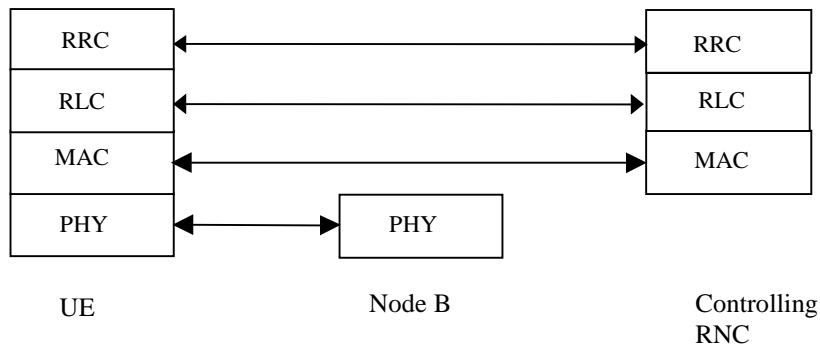 RRC RRC
RLC RLC
MAC MAC
PHY PHY
UE Node B Controlling
RNC